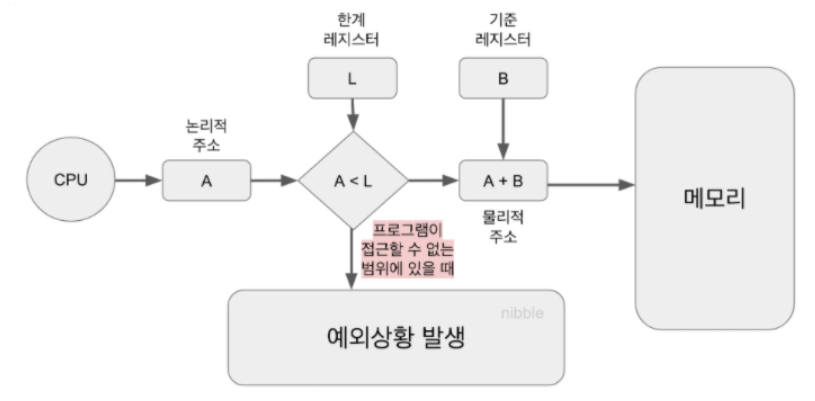 한계
레지스터
기준
레지스터
L
B
논리적
주소
CPU
A
A < L
A + B
메모리
물리적
주소
프로그램이
접근할 수 없는
범위에 있을 때
nibble
예외상황 발생